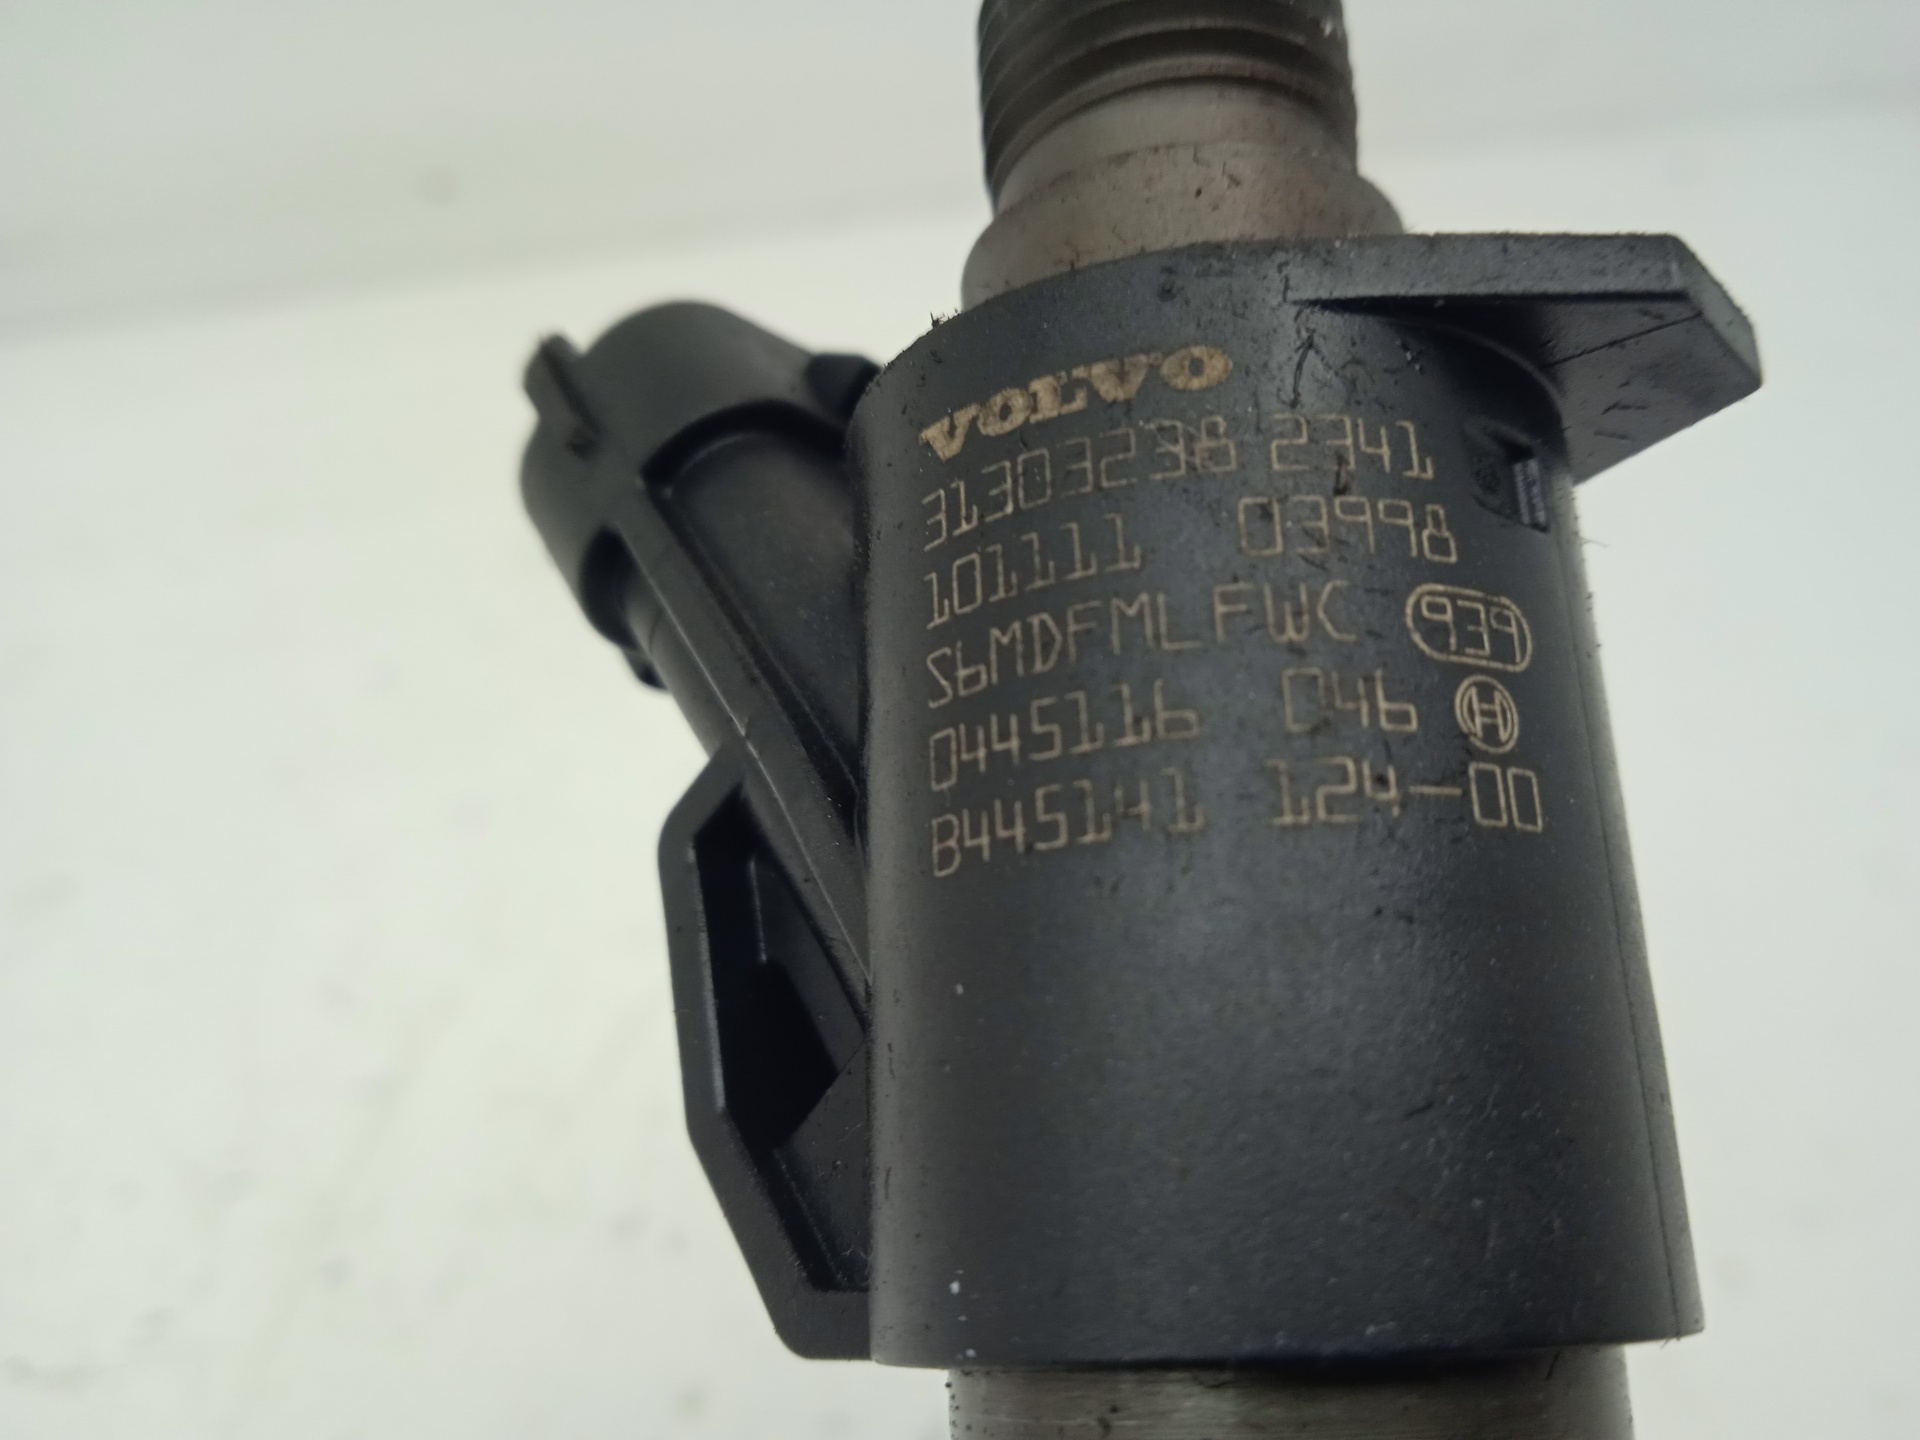 VOLVO
31303238 2341
101111 03998
S6MDFMLFWC 939
0445116 046 H
B445141 124-00